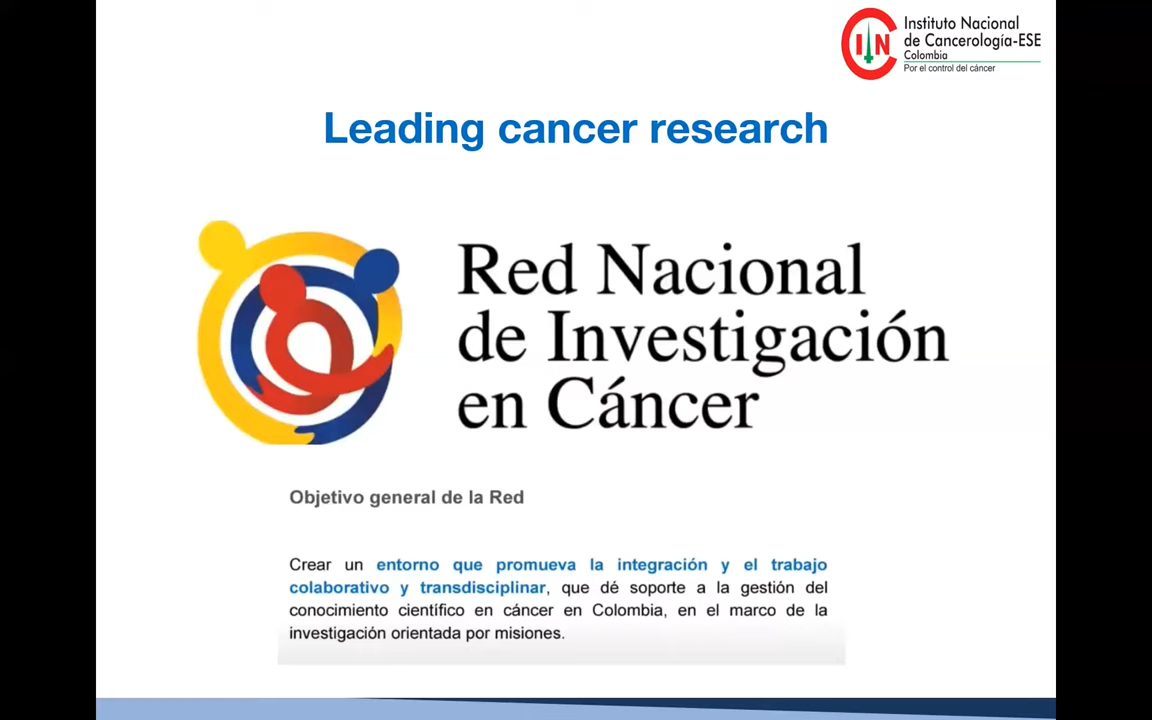 Instituto Nacional
de Cancerología-ESE
Colombia
Por el control del cáncer
Leading cancer research
Red Nacional
de Investigación
en Cáncer
Objetivo general de la Red
Crear un entorno que promueva la integración y el trabajo
colaborativo y transdisciplinar, que dé soporte a la gestión del
conocimiento científico en cáncer en Colombia, en el marco de la
investigación orientada por misiones.